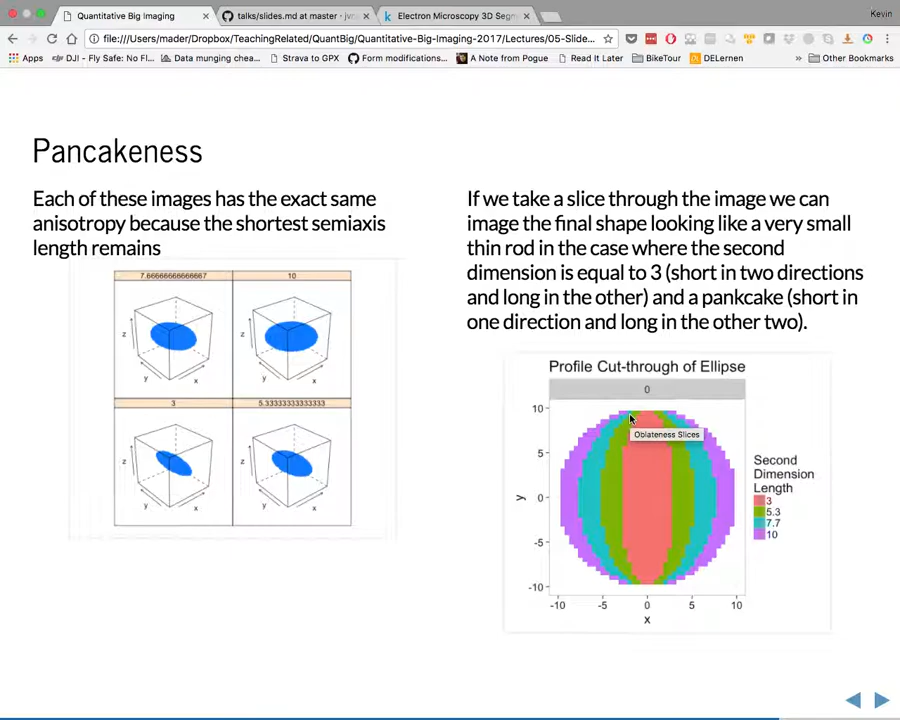 Quantitative Big Imaging
talks/slides.md at master · jvr
Electron Microscopy 3D Segm
Kevin
file:///Users/mader/Dropbox/TeachingRelated/QuantBig/Quantitative-Big-Imaging-2017/Lectures/05-Slide...
Apps
DJI - Fly Safe: No Fl...
Data munging chea...
Strava to GPX
Form modifications...
A Note from Pogue
Read It Later
BikeTour
DELernen
»
Other Bookmarks
Pancakeness
Each of these images has the exact same
anisotropy because the shortest semiaxis
length remains
7.66666666666667
10
z
y
x
z
y
x
3
5.33333333333333
z
y
x
z
y
x
If we take a slice through the image we can
image the final shape looking like a very small
thin rod in the case where the second
dimension is equal to 3 (short in two directions
and long in the other) and a pankcake (short in
one direction and long in the other two).
Profile Cut-through of Ellipse
0
10
5
0
-5
-10
y
-10
-5
0
5
10
x
Oblateness Slices
Second
Dimension
Length
3
5.3
7.7
10